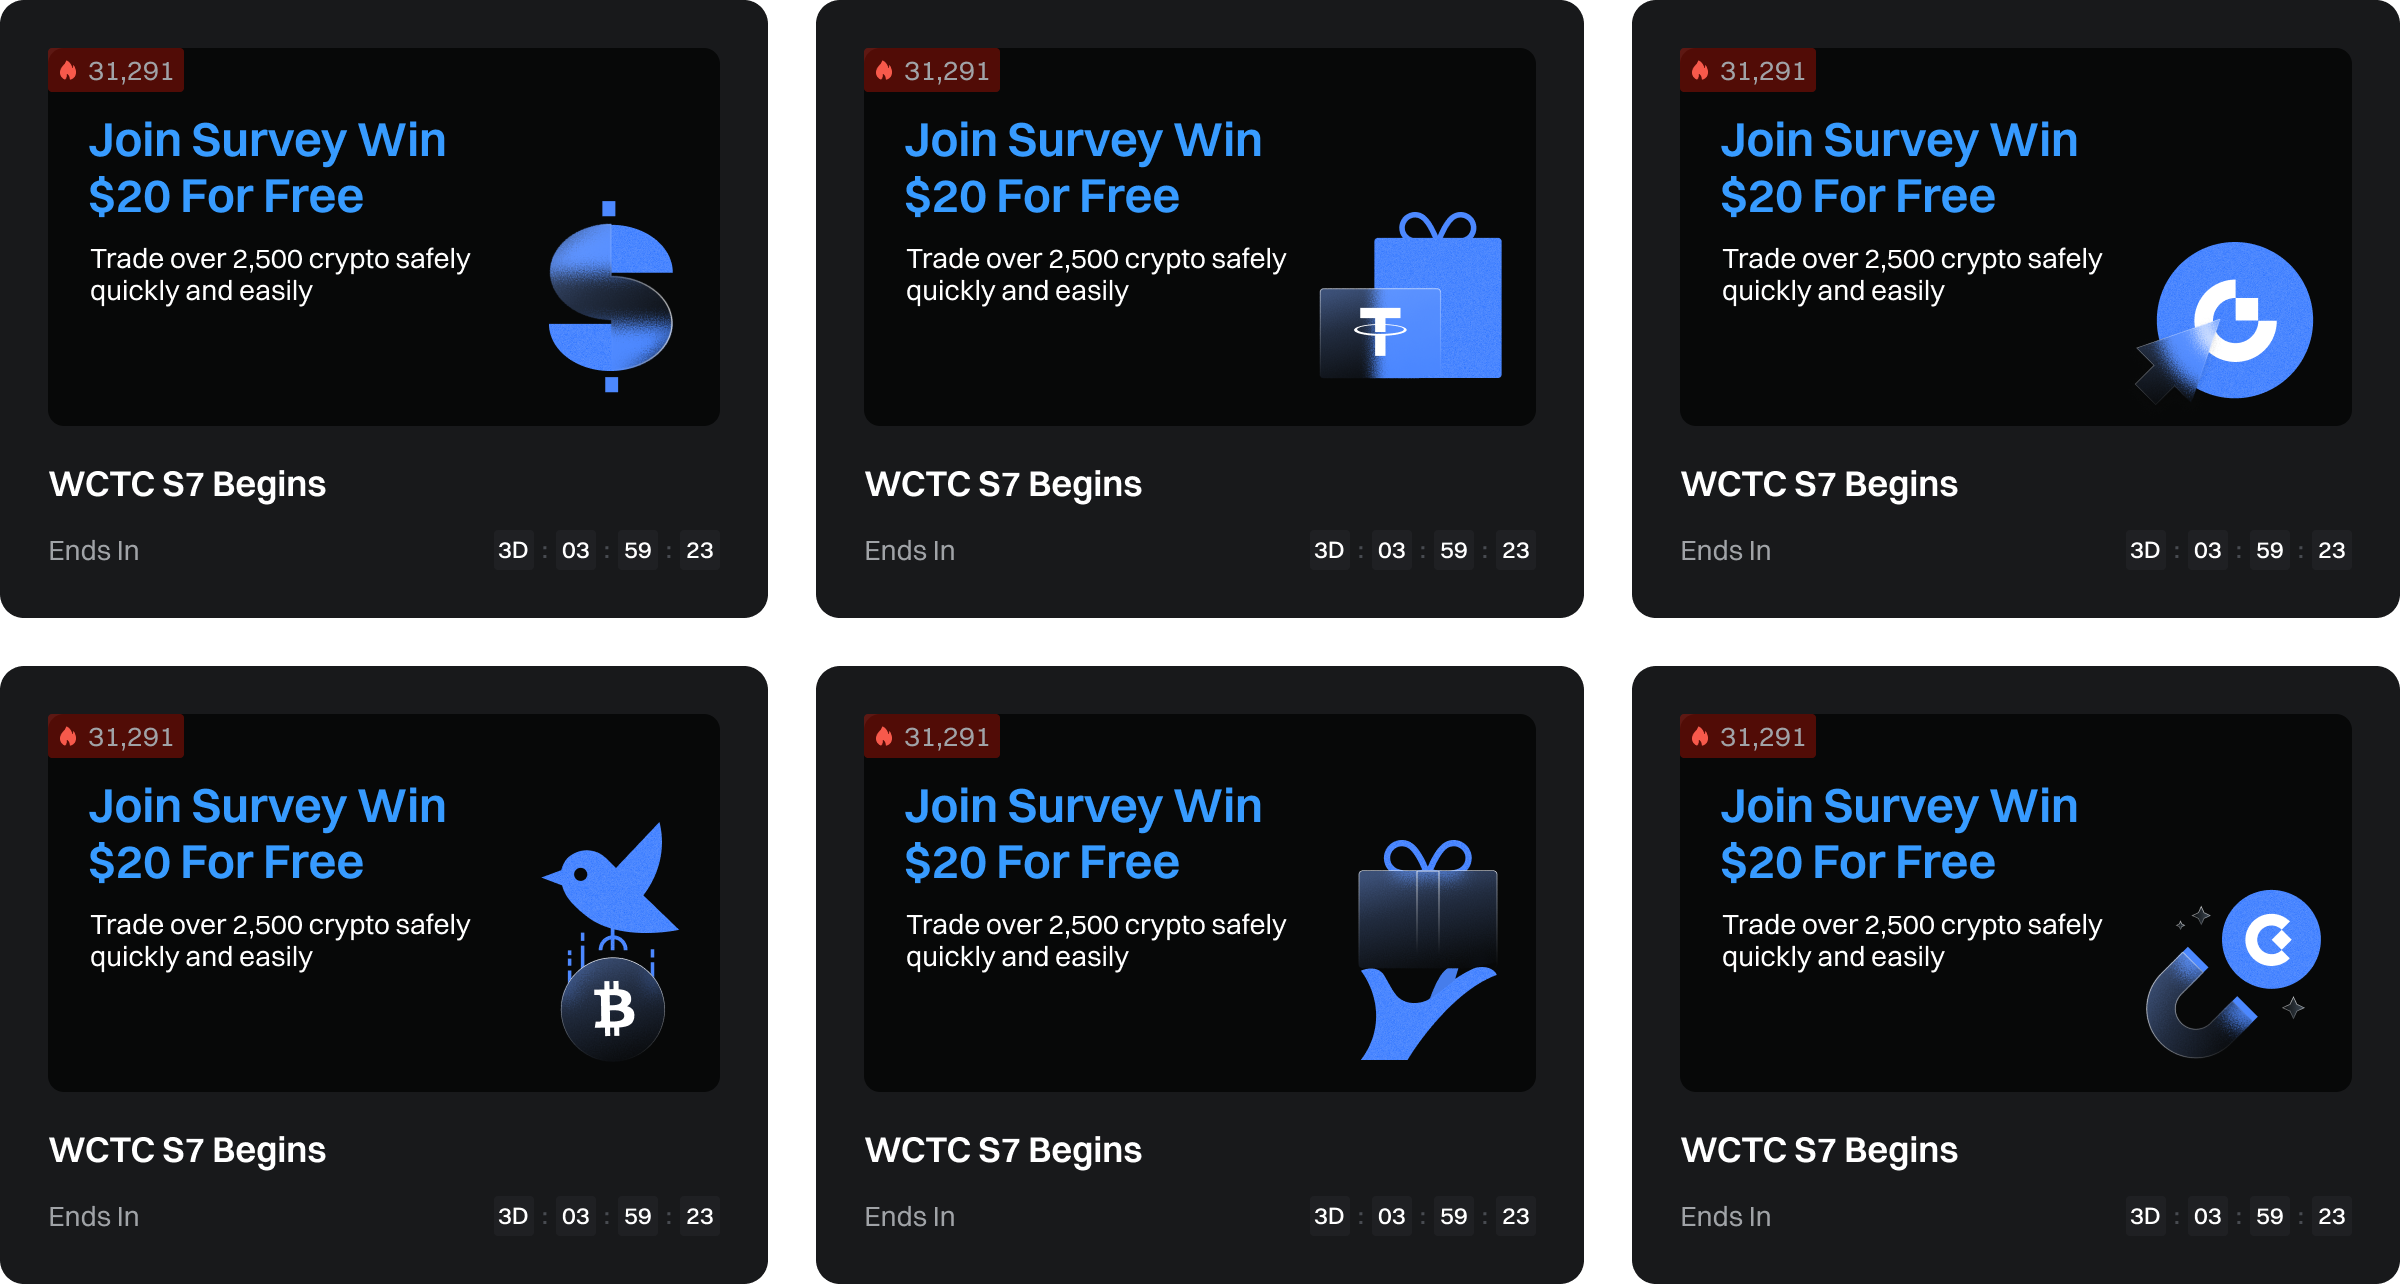 31,291
Join Survey Win
$20 For Free
Trade over 2,500 crypto safely
quickly and easily
WCTC S7 Begins
Ends In 3D : 03 : 59 : 23
31,291
Join Survey Win
$20 For Free
Trade over 2,500 crypto safely
quickly and easily
WCTC S7 Begins
Ends In 3D : 03 : 59 : 23
31,291
Join Survey Win
$20 For Free
Trade over 2,500 crypto safely
quickly and easily
WCTC S7 Begins
Ends In 3D : 03 : 59 : 23
31,291
Join Survey Win
$20 For Free
Trade over 2,500 crypto safely
quickly and easily
WCTC S7 Begins
Ends In 3D : 03 : 59 : 23
31,291
Join Survey Win
$20 For Free
Trade over 2,500 crypto safely
quickly and easily
WCTC S7 Begins
Ends In 3D : 03 : 59 : 23
31,291
Join Survey Win
$20 For Free
Trade over 2,500 crypto safely
quickly and easily
WCTC S7 Begins
Ends In 3D : 03 : 59 : 23